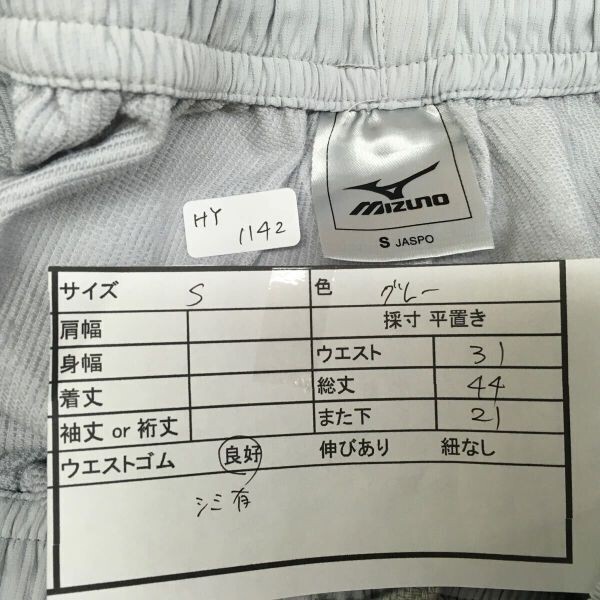 MIZUNO
S JASPO
HY
1142
サイズ S 色 グレー
肩幅 採寸 平置き
身幅 ウエスト 31
着丈 総丈 44
袖丈 or 裄丈 また下 21
ウエストゴム 良好 伸びあり 紐なし
シミ有